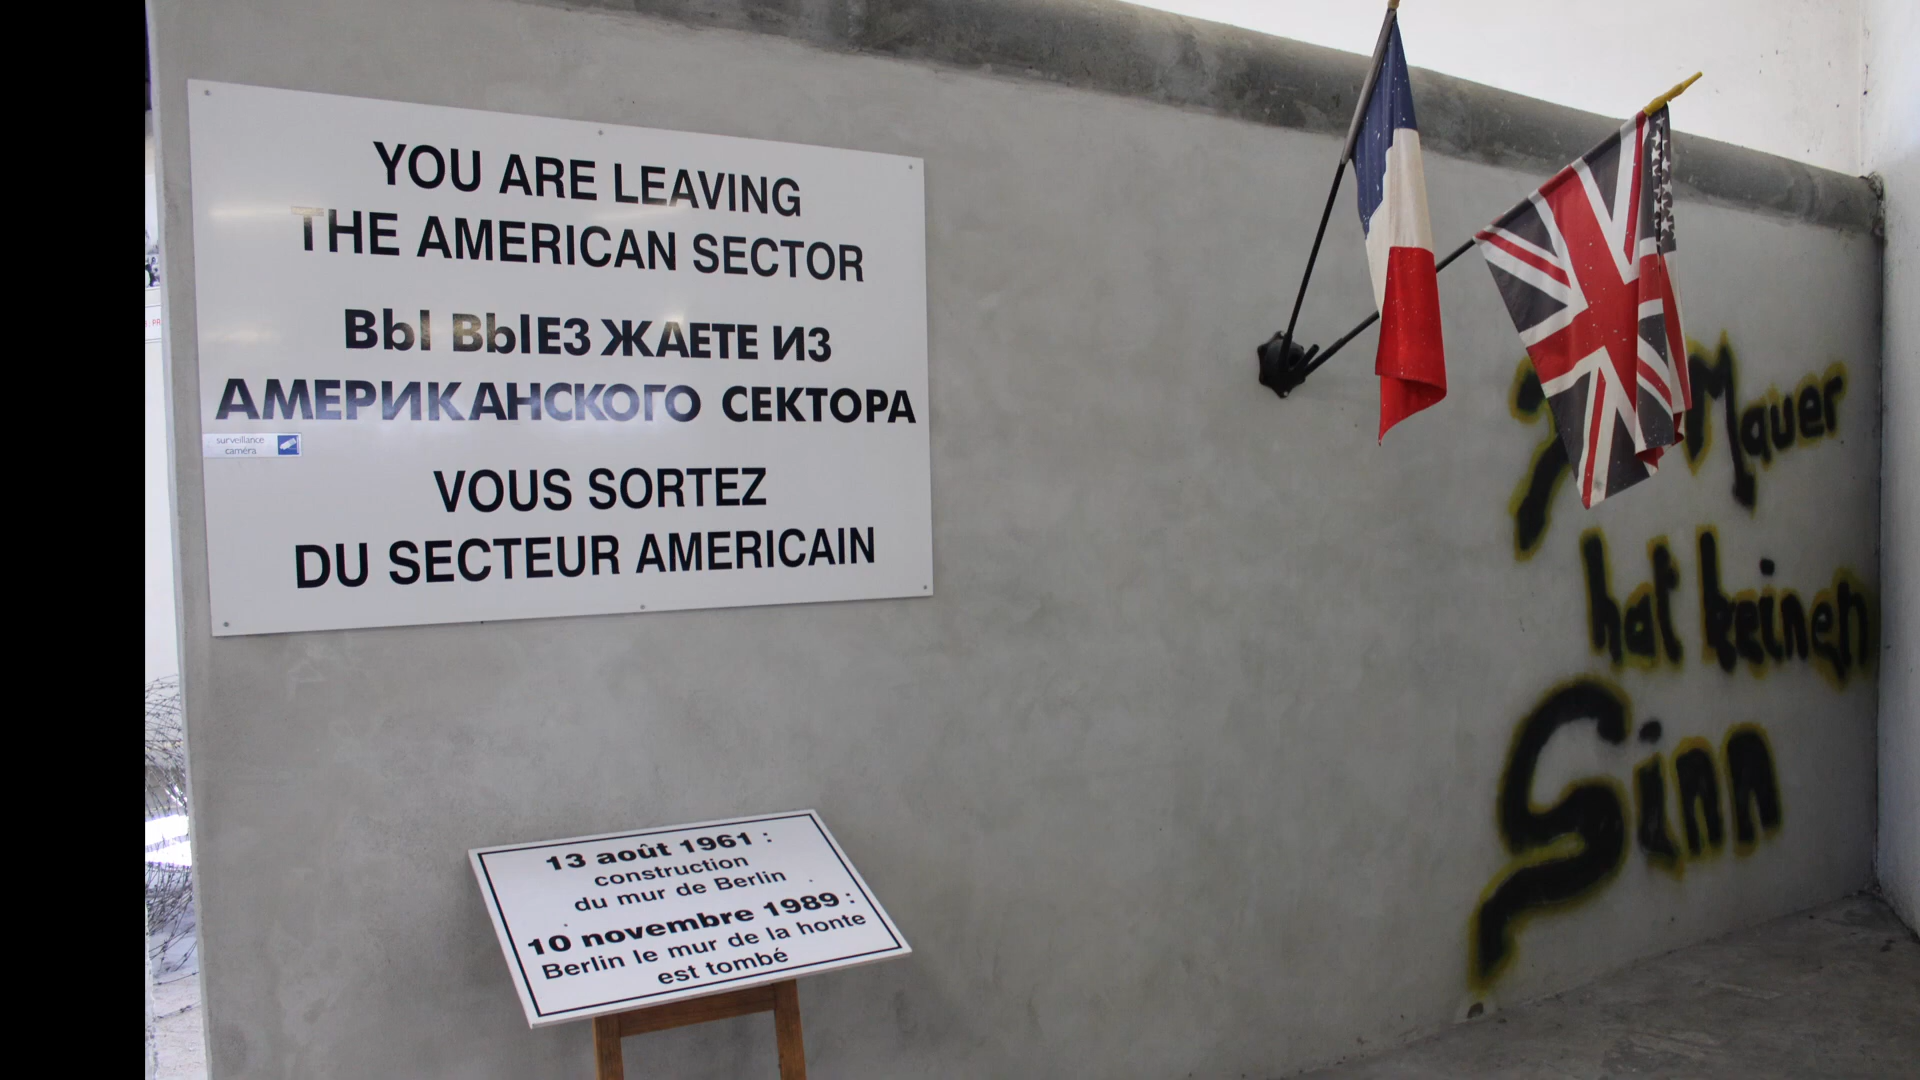 YOU ARE LEAVING
THE AMERICAN SECTOR
ВЫ ВЫЕЗЖАЕТЕ ИЗ
АМЕРИКАНСКОГО СЕКТОРА
surveillance
caméra
VOUS SORTEZ
DU SECTEUR AMERICAIN
13 août 1961 :
construction
du mur de Berlin
10 novembre 1989 :
Berlin le mur de la honte
est tombé
Mauer
hat keinen
Sinn